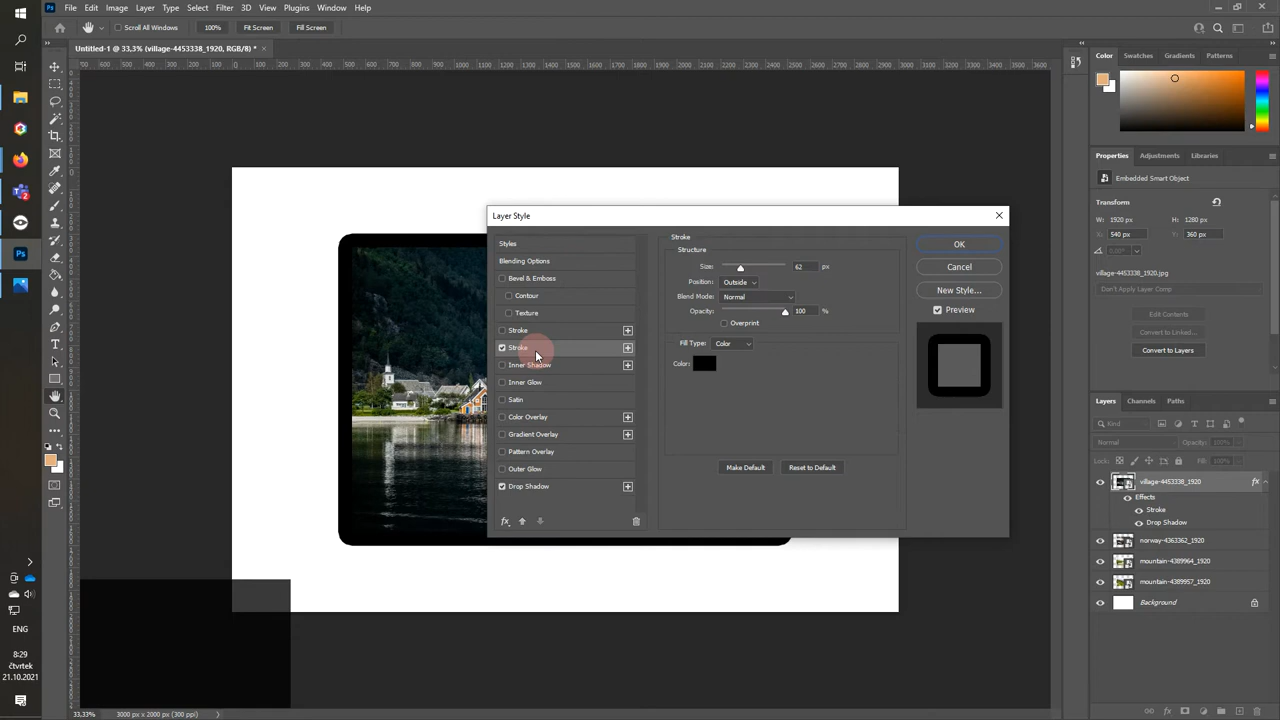 Ps File Edit Image Layer Type Select Filter 3D View Plugins Window Help
Scroll All Windows 100% Fit Screen Fill Screen
Untitled-1 @ 33,3% (village-4453338_1920, RGB/8) * ×
Color Swatches Gradients Patterns
Properties Adjustments Libraries
Embedded Smart Object
Transform
W: 1920 px H: 1280 px
X: 540 px Y: 360 px
0,00°
village-4453338_1920.jpg
Don't Apply Layer Comp
Edit Contents
Convert to Linked...
Convert to Layers
Layers Channels Paths
Kind
Normal Opacity: 100%
Lock: Fill: 100%
village-4453338_1920 fx
Effects
Stroke
Drop Shadow
norway-4363362_1920
mountain-4389964_1920
mountain-4389957_1920
Background
Layer Style
Styles
Blending Options
Bevel & Emboss
Contour
Texture
Stroke
Stroke
Inner Shadow
Inner Glow
Satin
Color Overlay
Gradient Overlay
Pattern Overlay
Outer Glow
Drop Shadow
fx
Stroke
Structure
Size: 62 px
Position: Outside
Blend Mode: Normal
Opacity: 100 %
Overprint
Fill Type: Color
Color:
Make Default Reset to Default
OK
Cancel
New Style...
Preview
ENG
8:29
čtvrtek
21.10.2021
33,33% 3000 px x 2000 px (300 ppi)